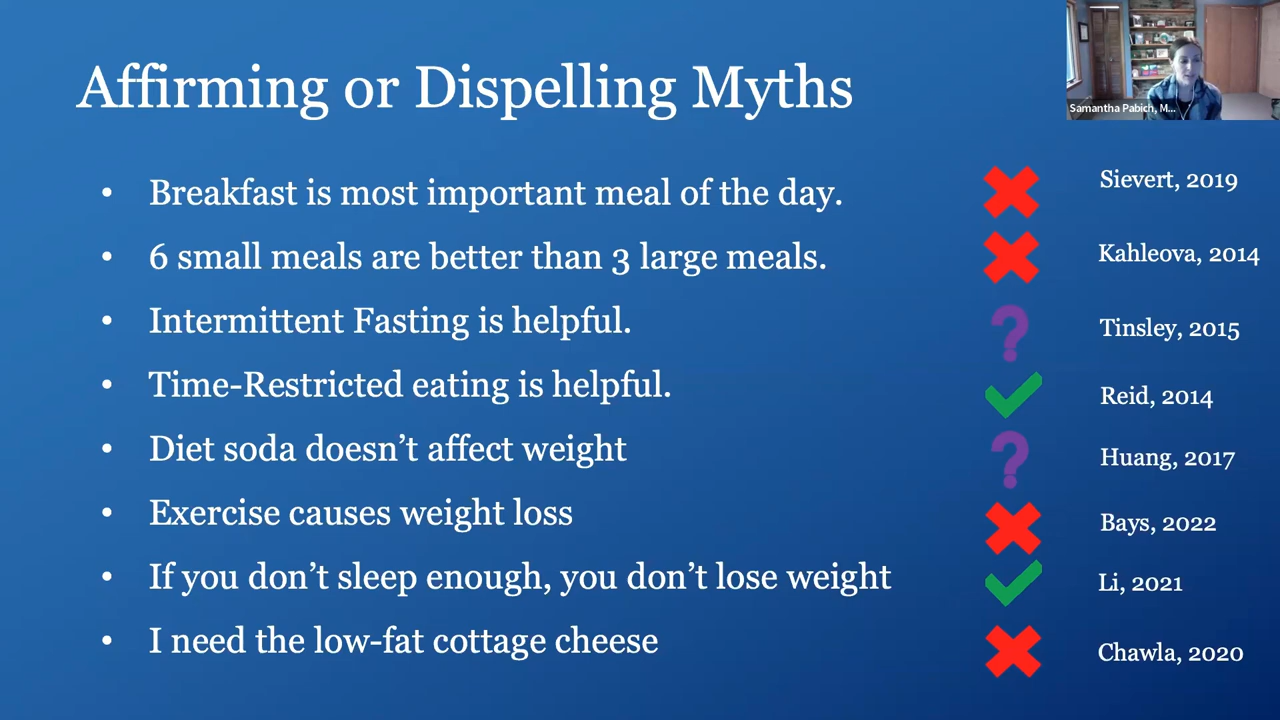 Affirming or Dispelling Myths
Samantha Pabich, M...
• Breakfast is most important meal of the day.
Sievert, 2019
• 6 small meals are better than 3 large meals.
Kahleova, 2014
• Intermittent Fasting is helpful.
?
Tinsley, 2015
• Time-Restricted eating is helpful.
Reid, 2014
• Diet soda doesn’t affect weight
?
Huang, 2017
• Exercise causes weight loss
Bays, 2022
• If you don’t sleep enough, you don’t lose weight
Li, 2021
• I need the low-fat cottage cheese
Chawla, 2020